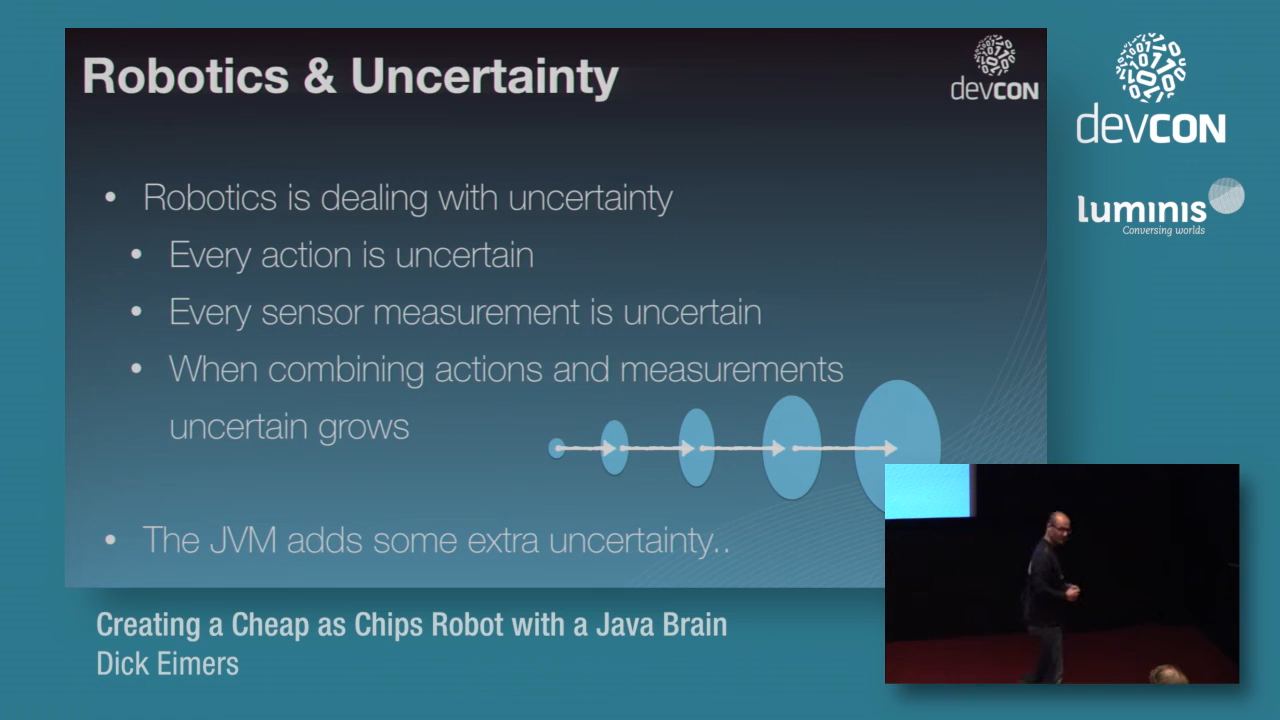 Robotics & Uncertainty
devcon
• Robotics is dealing with uncertainty
• Every action is uncertain
• Every sensor measurement is uncertain
• When combining actions and measurements
uncertain grows
• The JVM adds some extra uncertainty..
devcon
luminis
Conversing worlds
Creating a Cheap as Chips Robot with a Java Brain
Dick Eimers